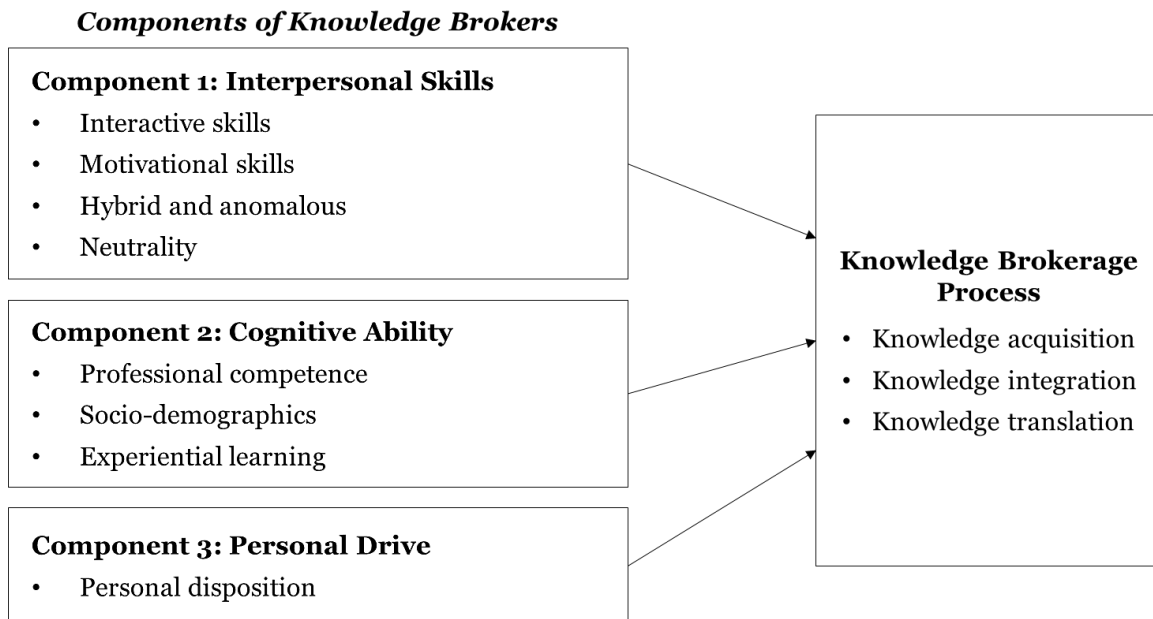 Components of Knowledge Brokers
Component 1: Interpersonal Skills
• Interactive skills
• Motivational skills
• Hybrid and anomalous
• Neutrality
Component 2: Cognitive Ability
• Professional competence
• Socio-demographics
• Experiential learning
Component 3: Personal Drive
• Personal disposition
Knowledge Brokerage
Process
• Knowledge acquisition
• Knowledge integration
• Knowledge translation